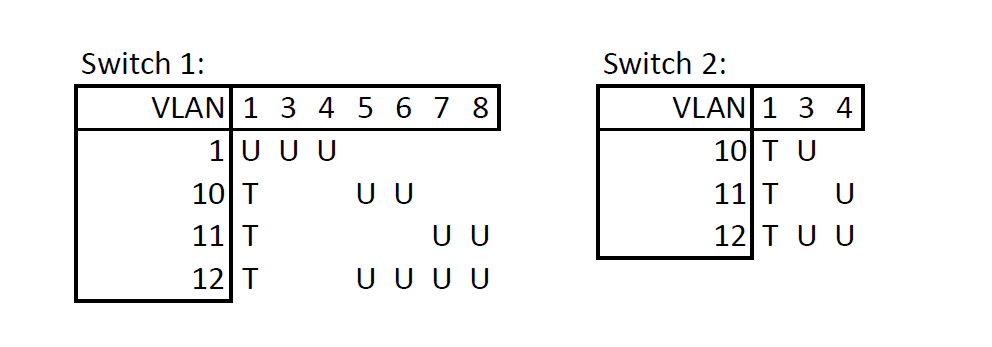 Switch 1:
VLAN 1 3 4 5 6 7 8
1 U U U
10 T U U
11 T U U
12 T U U U U
Switch 2:
VLAN 1 3 4
10 T U
11 T U
12 T U U